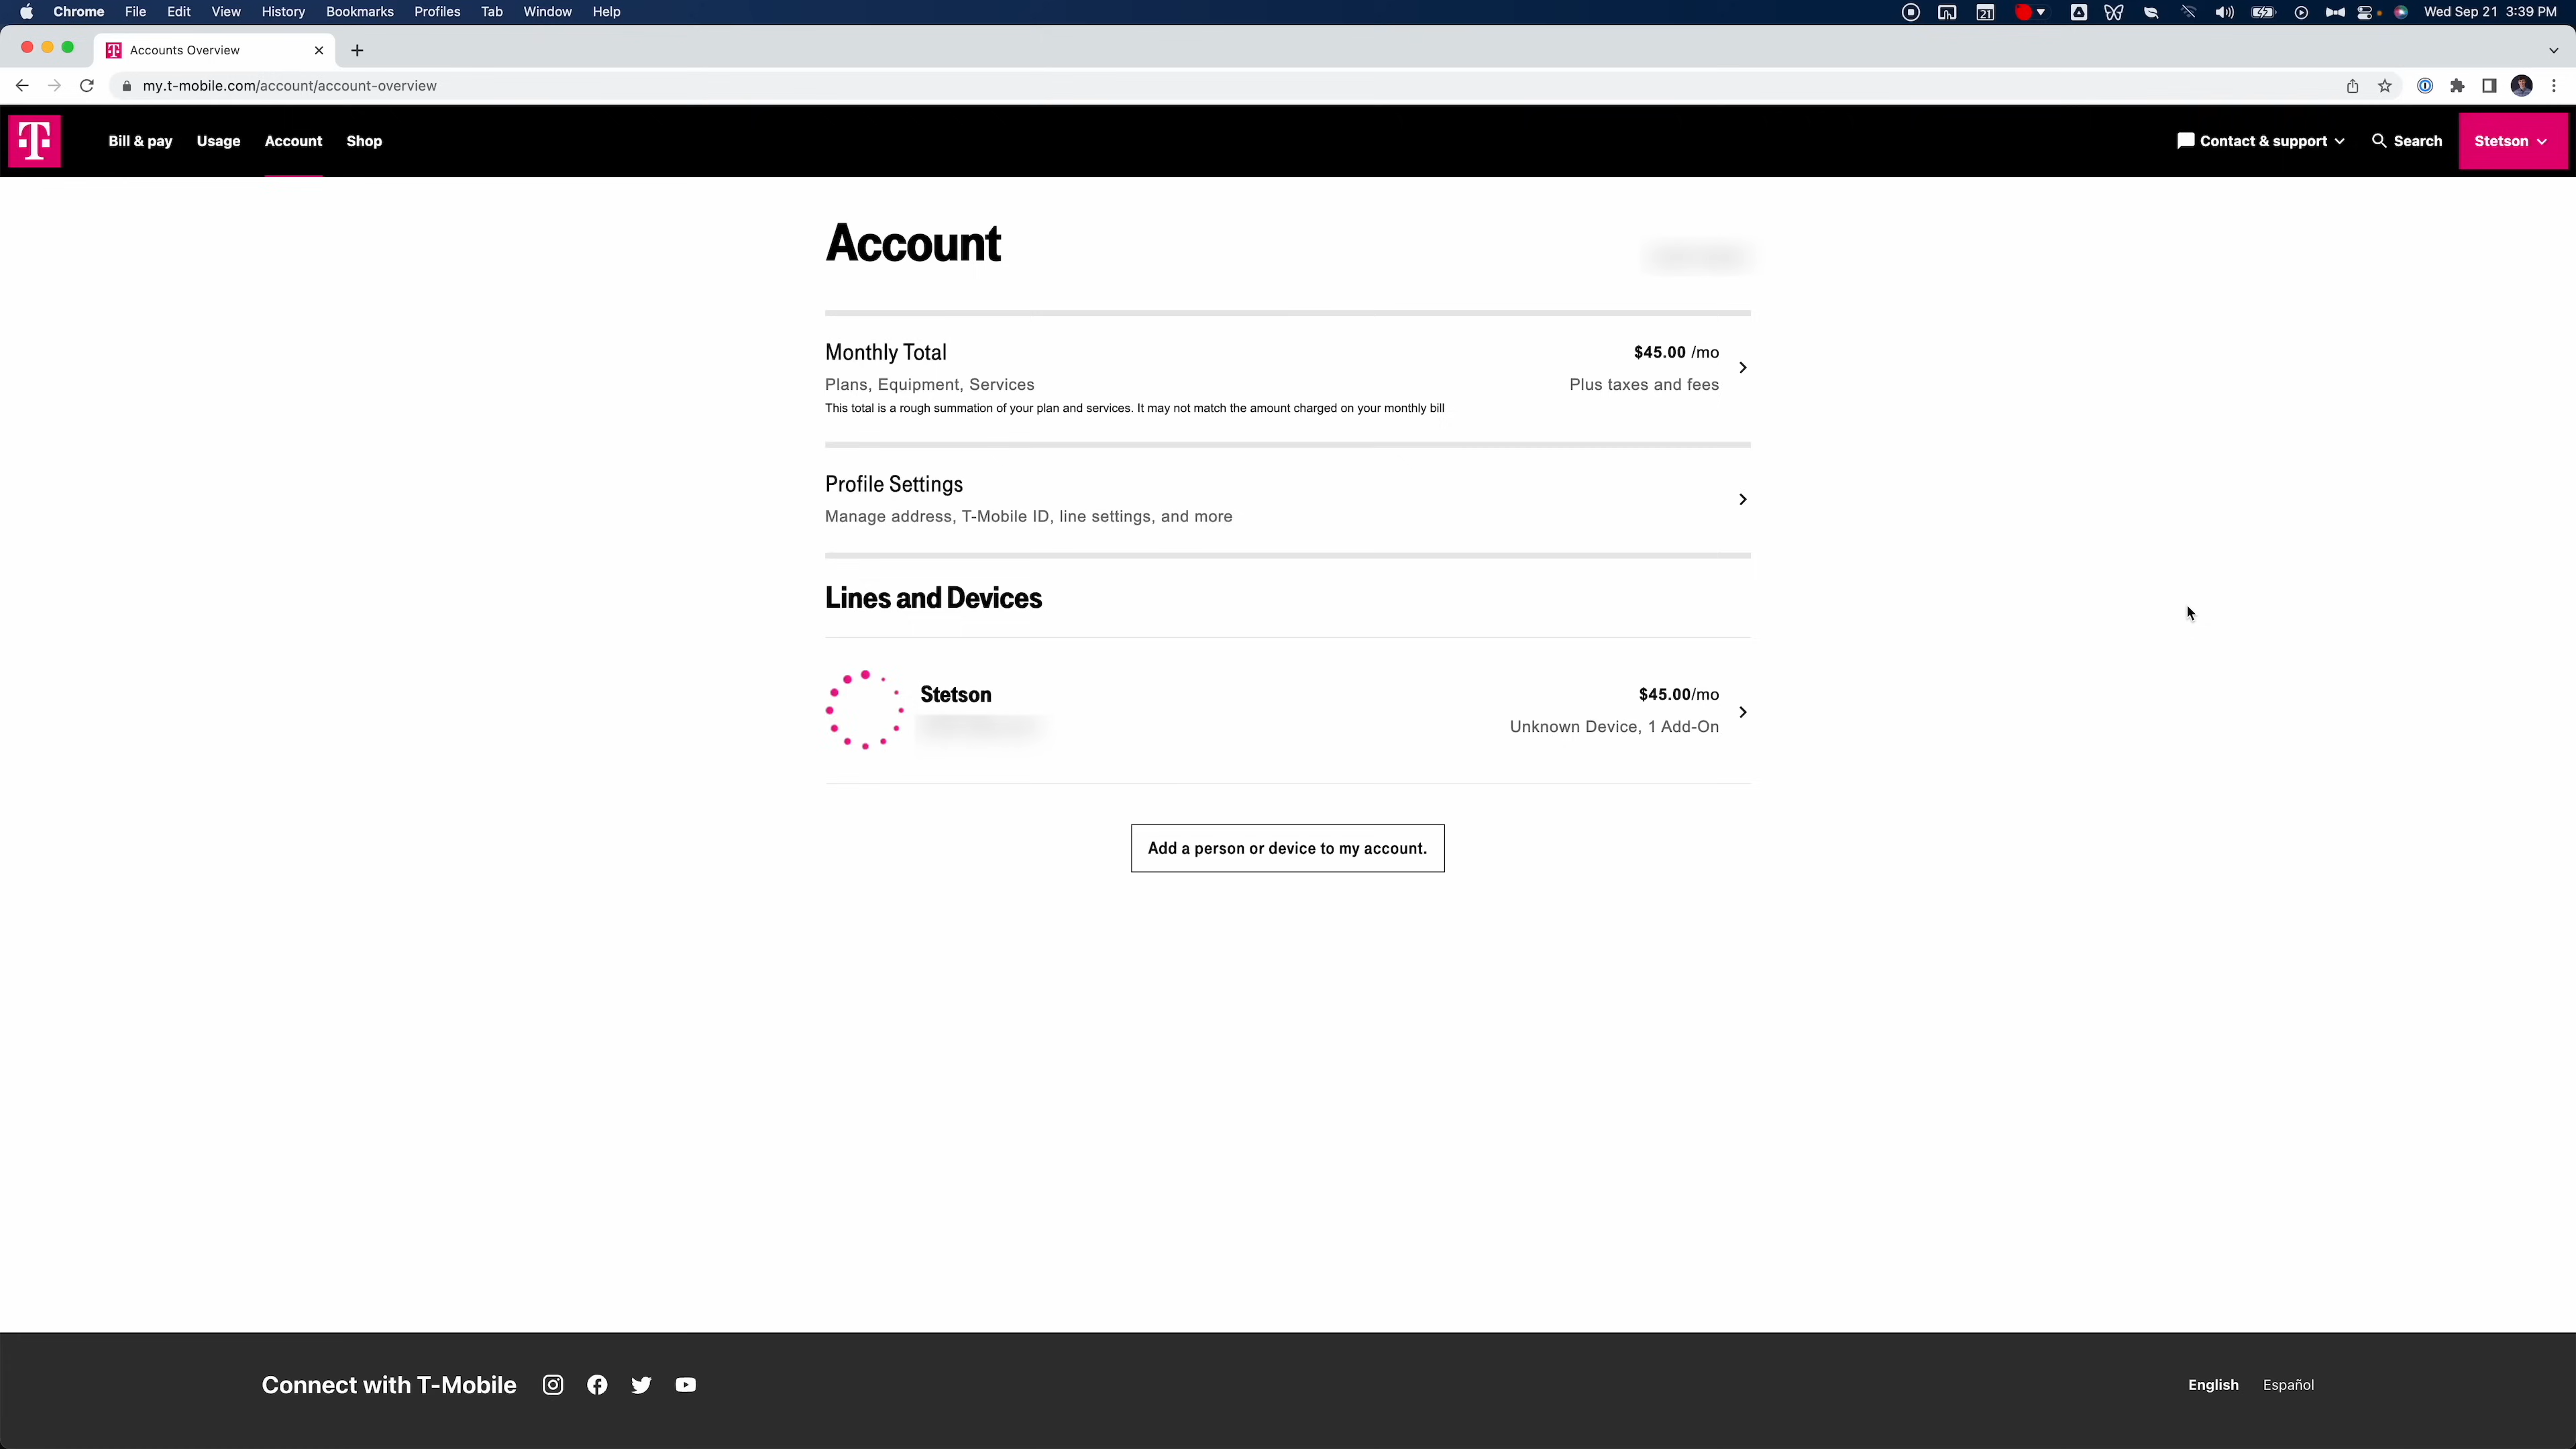 Chrome File Edit View History Bookmarks Profiles Tab Window Help
21
Wed Sep 21 3:39 PM
Accounts Overview
my.t-mobile.com/account/account-overview
T
Bill & pay Usage Account Shop
Contact & support Search Stetson
Account
Monthly Total
$45.00 /mo
Plans, Equipment, Services
Plus taxes and fees
This total is a rough summation of your plan and services. It may not match the amount charged on your monthly bill
Profile Settings
Manage address, T-Mobile ID, line settings, and more
Lines and Devices
Stetson
$45.00/mo
Unknown Device, 1 Add-On
Add a person or device to my account.
Connect with T-Mobile
English Español